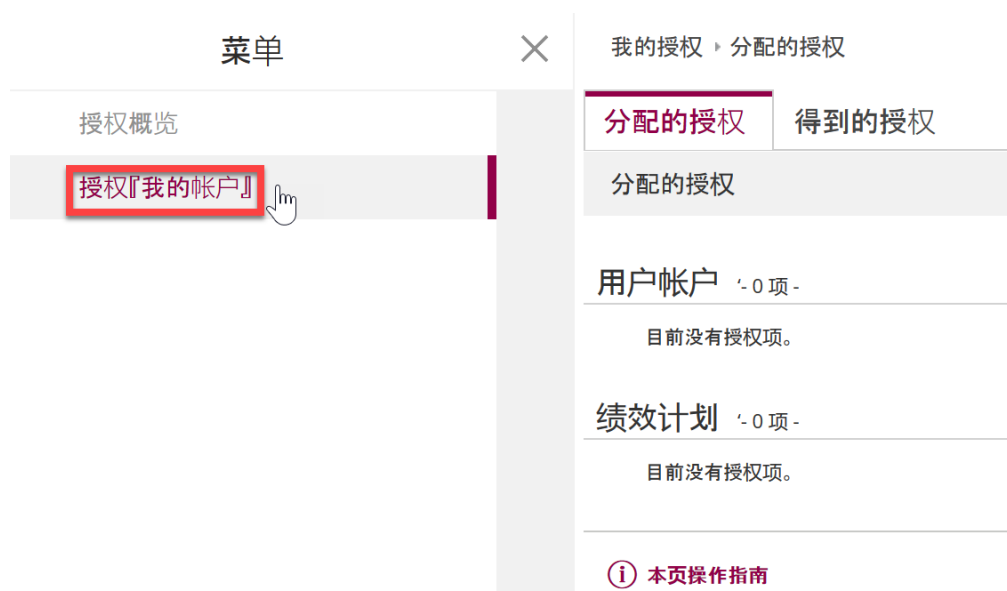 菜单
授权概览
授权『我的帐户』
我的授权 ▸ 分配的授权
分配的授权 得到的授权
分配的授权
用户帐户 ‘- 0 项 -
目前没有授权项。
绩效计划 ‘- 0 项 -
目前没有授权项。
本页操作指南